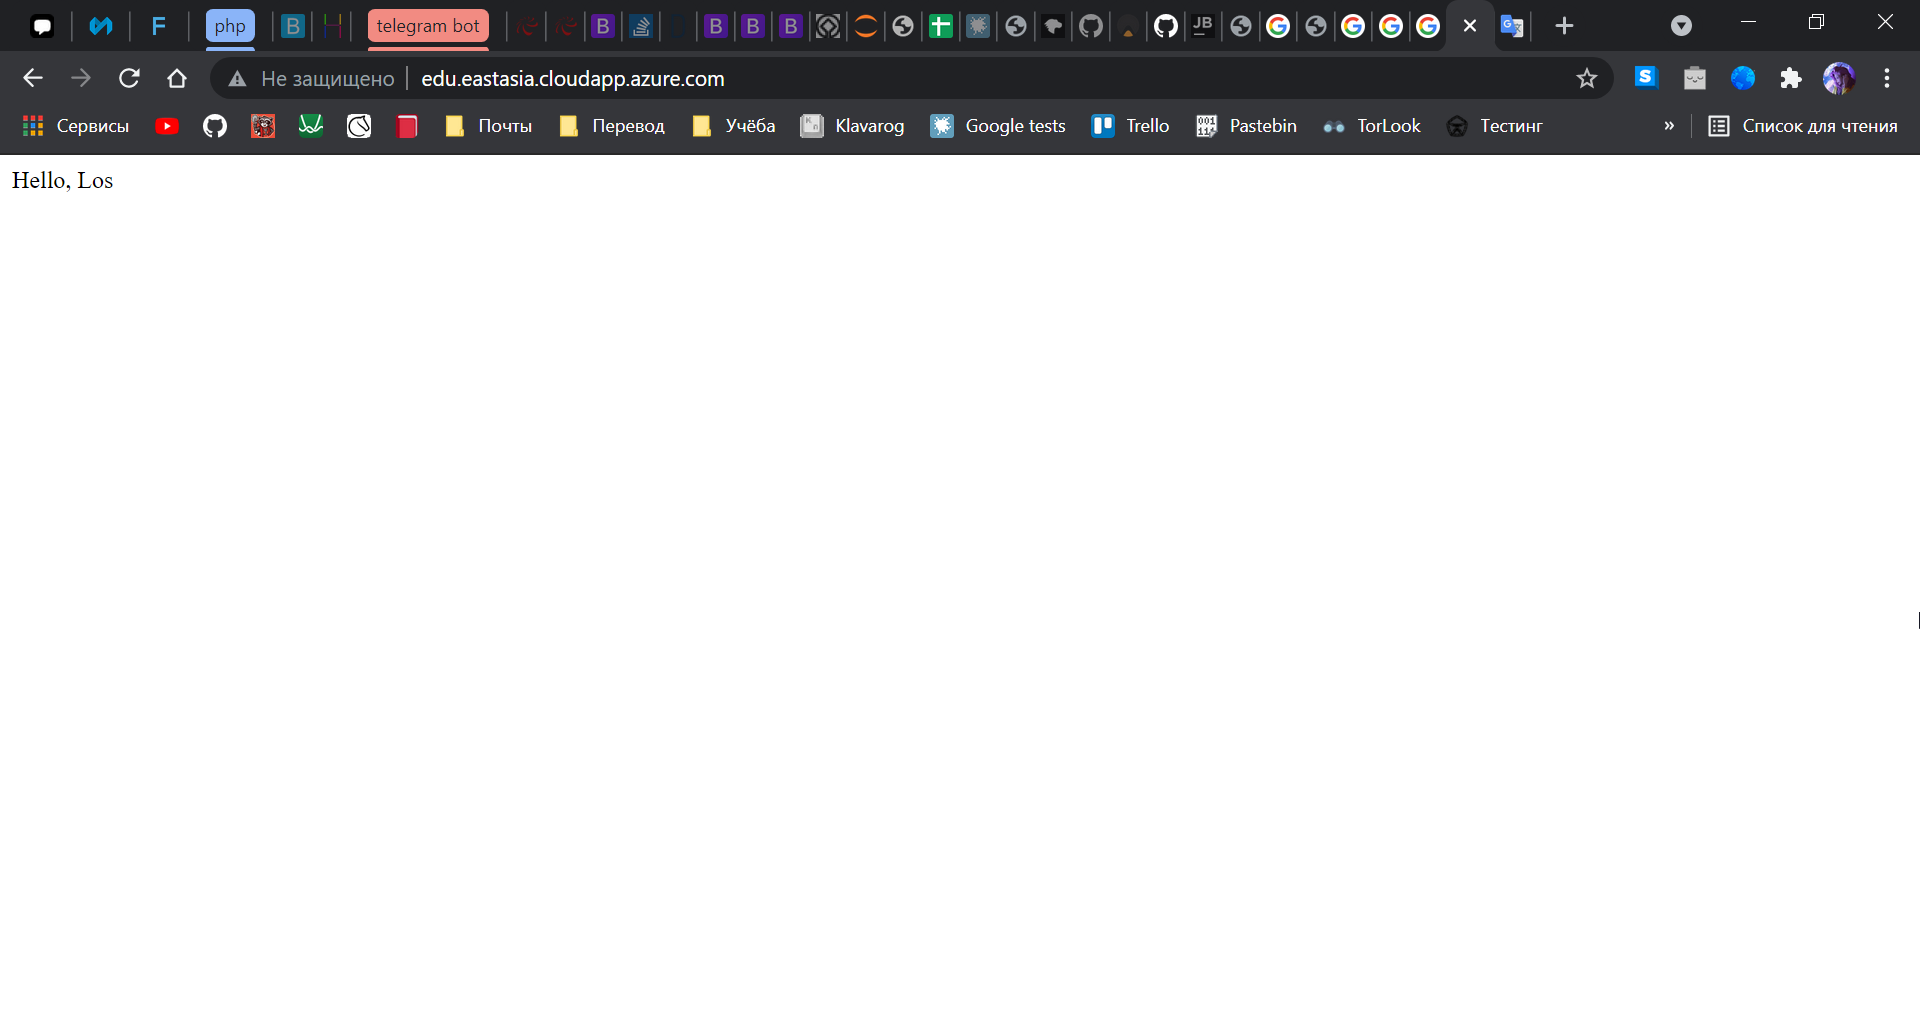 php telegram bot JB
Не защищено edu.eastasia.cloudapp.azure.com
Сервисы Почты Перевод Учёба Klavarog Google tests Trello Pastebin TorLook Тестинг » Список для чтения
Hello, Los